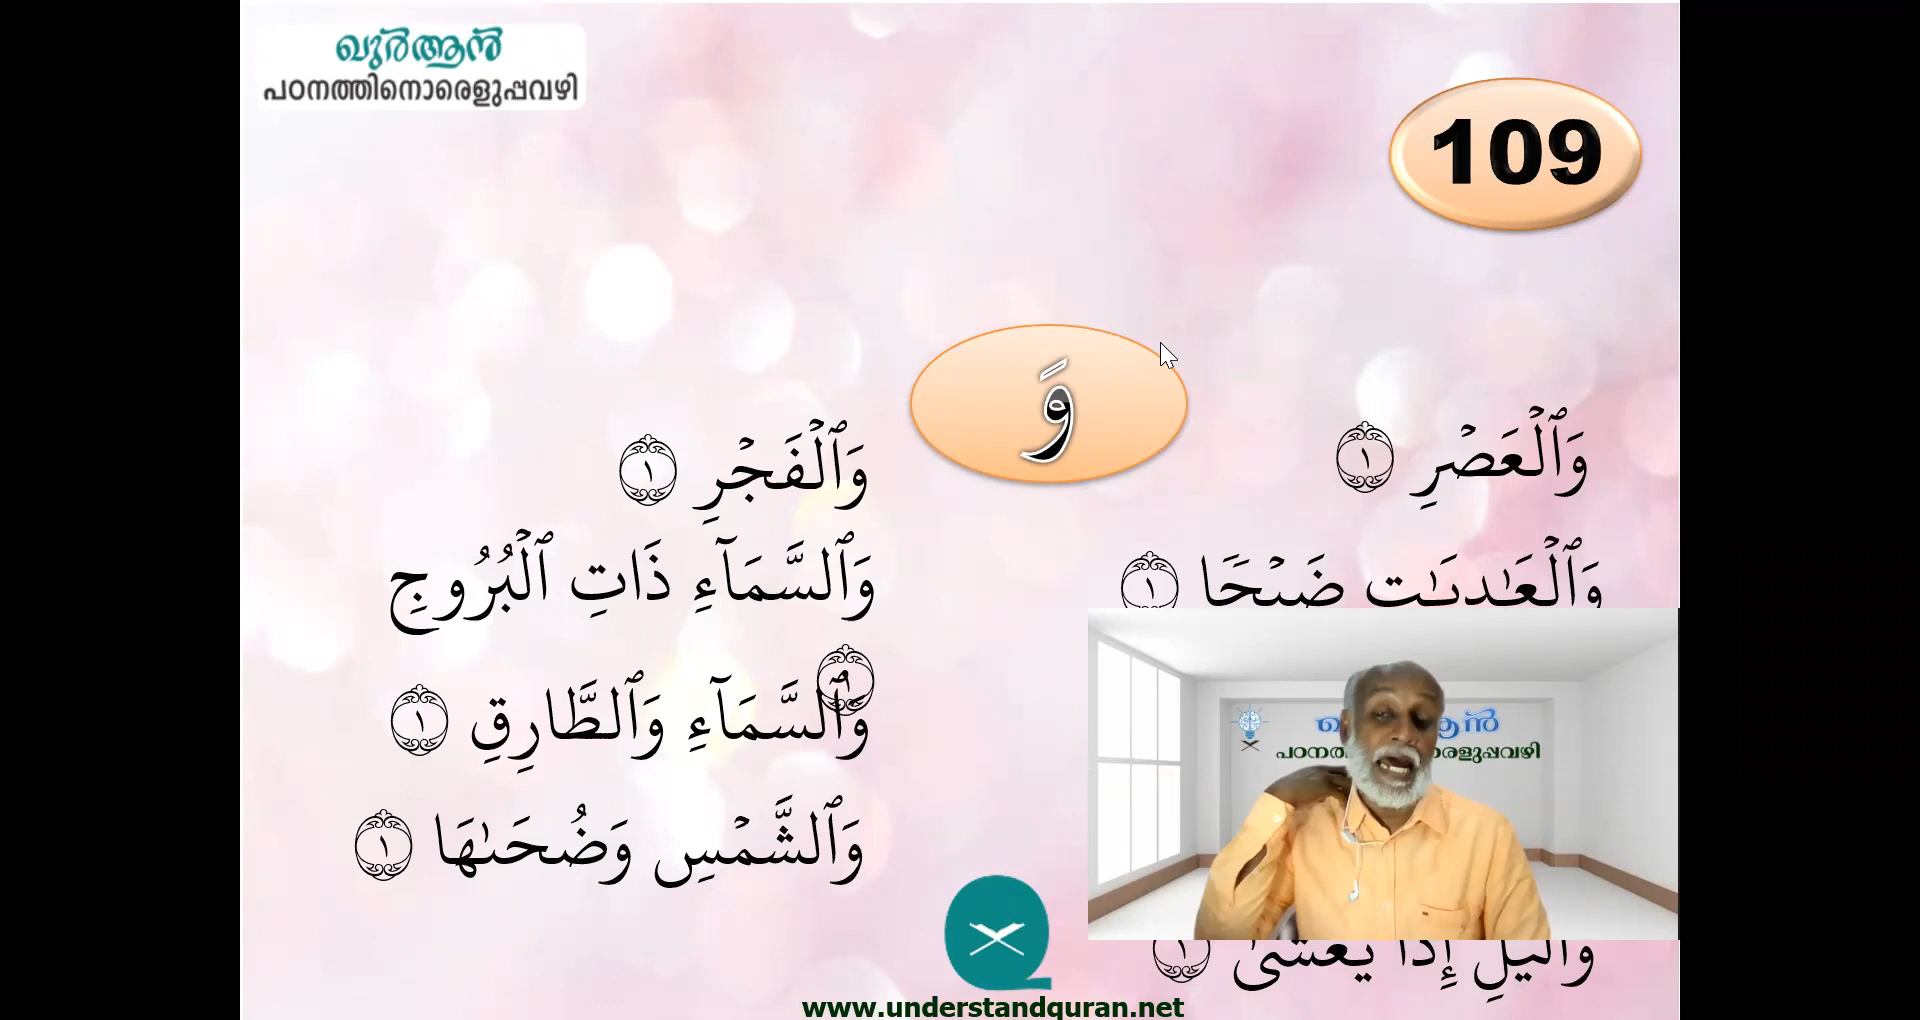 ഖുർആൻ
പഠനത്തിനൊരെളുപ്പവഴി
109
وَ
وَٱلْعَصْرِ ١
وَٱلْعَـٰدِيَـٰتِ ضَبْحًا ١
وَٱلَّيْلِ إِذَا يَغْشَىٰ ١
وَٱلْفَجْرِ ١
وَٱلسَّمَآءِ ذَاتِ ٱلْبُرُوجِ
١
وَٱلسَّمَآءِ وَٱلطَّارِقِ ١
وَٱلشَّمْسِ وَضُحَىٰهَا ١
www.understandquran.net